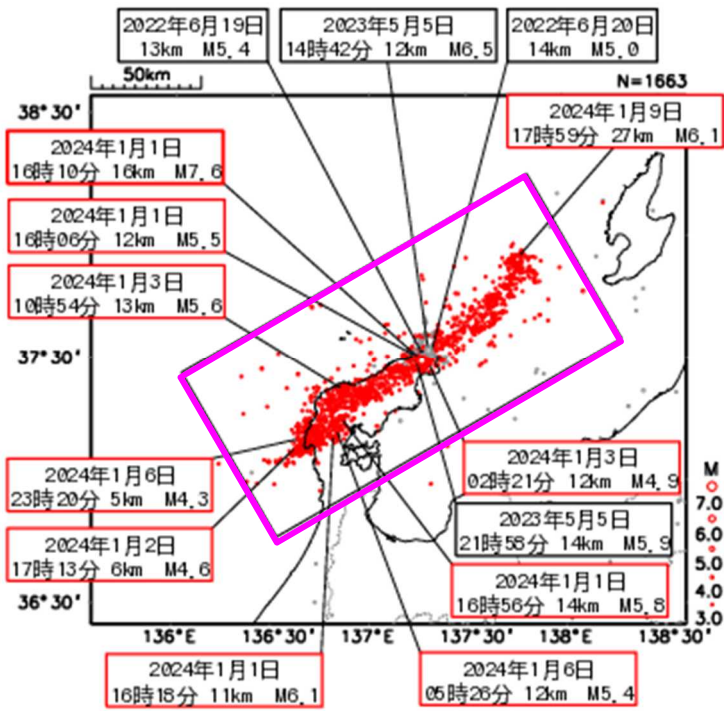 2022年6月19日
13km M5.4
2023年5月5日
14時42分 12km M6.5
2022年6月20日
14km M5.0
50km
N=1663
38°30′
2024年1月9日
17時59分 27km M6.1
2024年1月1日
16時10分 16km M7.6
2024年1月1日
16時06分 12km M5.5
2024年1月3日
10時54分 13km M5.6
37°30′
2024年1月6日
23時20分 5km M4.3
2024年1月3日
02時21分 12km M4.9
2023年5月5日
21時58分 14km M5.9
2024年1月2日
17時13分 6km M4.6
2024年1月1日
16時56分 14km M5.8
M
7.0
6.0
5.0
4.0
3.0
36°30′
136°E
136°30′
137°E
137°30′
138°E
138°30′
2024年1月1日
16時18分 11km M6.1
2024年1月6日
05時26分 12km M5.4